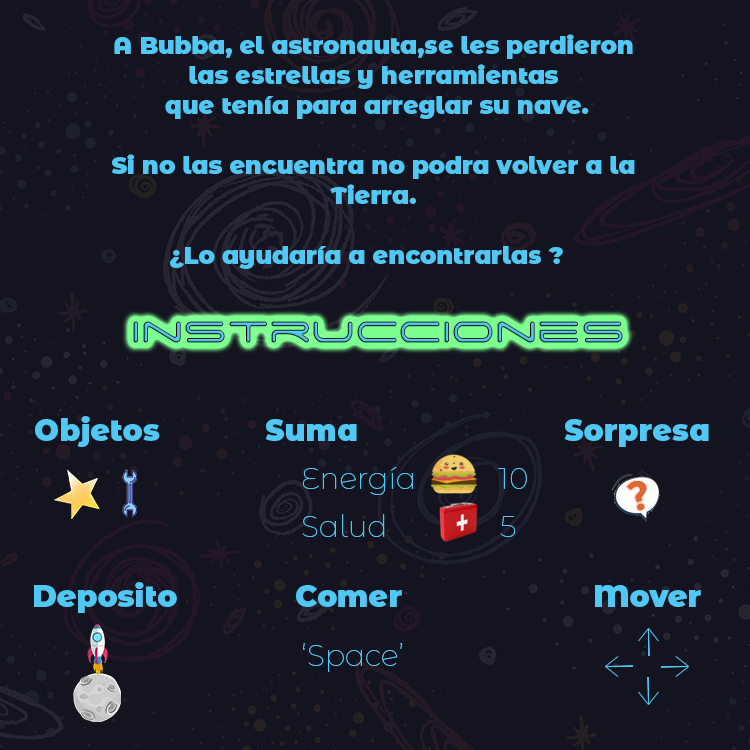 A Bubba, el astronauta,se les perdieron
las estrellas y herramientas
que tenía para arreglar su nave.
Si no las encuentra no podra volver a la
Tierra.
¿Lo ayudaría a encontrarlas ?
INSTRUCCIONES
Objetos
Suma
Sorpresa
Energía 10
Salud 5
?
Deposito
Comer
Mover
‘Space’